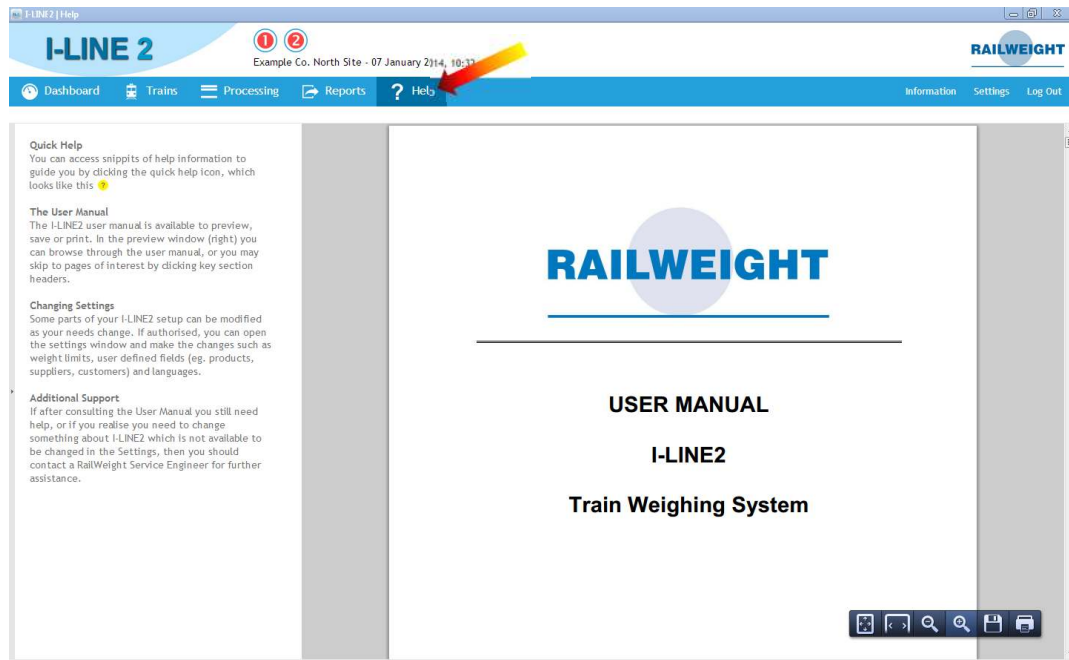 I-LINE2 | Help
I-LINE 2
1 2
Example Co. North Site - 07 January 2014, 10:33
RAILWEIGHT
Dashboard Trains Processing Reports ? Help Information Settings Log Out
Quick Help
You can access snippits of help information to
guide you by clicking the quick help icon, which
looks like this ?
The User Manual
The I-LINE2 user manual is available to preview,
save or print. In the preview window (right) you
can browse through the user manual, or you may
skip to pages of interest by clicking key section
headers.
Changing Settings
Some parts of your I-LINE2 setup can be modified
as your needs change. If authorised, you can open
the settings window and make the changes such as
weight limits, user defined fields (eg. products,
suppliers, customers) and languages.
Additional Support
If after consulting the User Manual you still need
help, or if you realise you need to change
something about I-LINE2 which is not available to
be changed in the Settings, then you should
contact a RailWeight Service Engineer for further
assistance.
RAILWEIGHT
USER MANUAL
I-LINE2
Train Weighing System